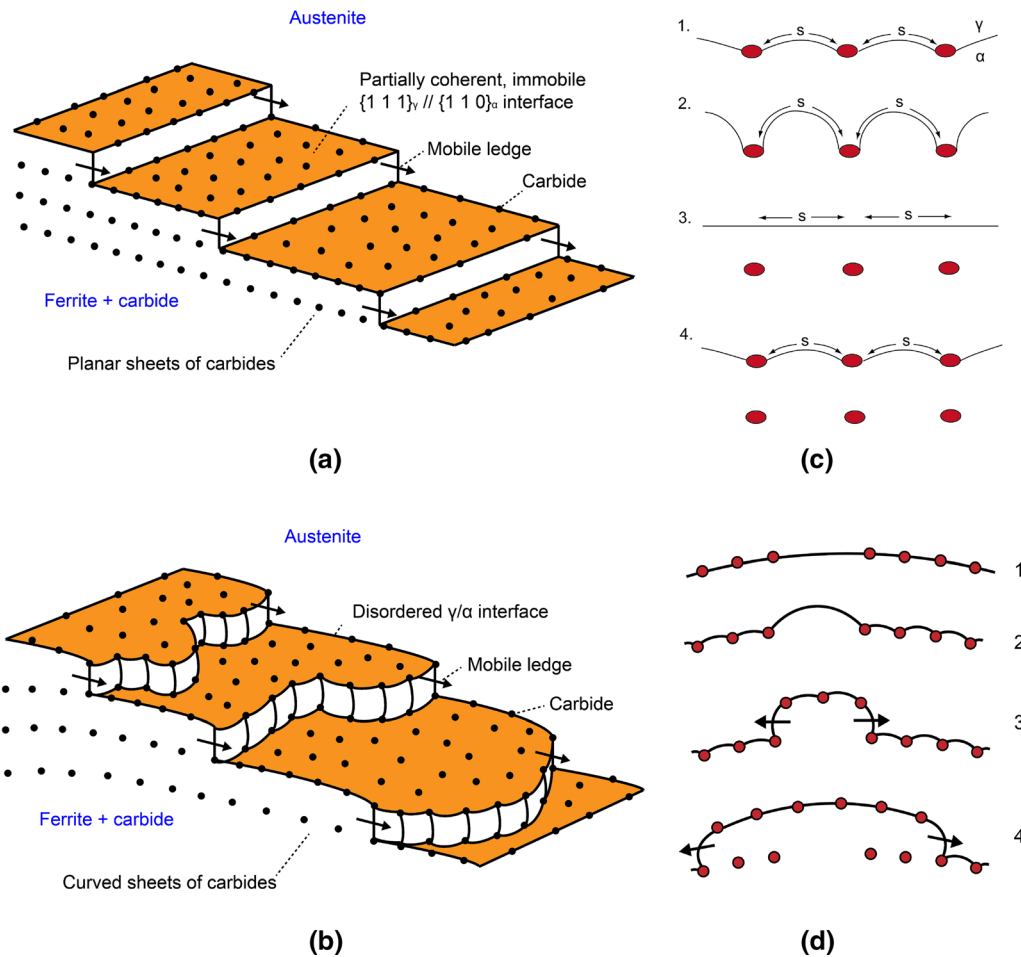 Austenite
Partially coherent, immobile
{1 1 1}γ // {1 1 0}α interface
Mobile ledge
Carbide
Ferrite + carbide
Planar sheets of carbides
(a)
1.
s
s
γ
α
2.
s
s
3.
s
s
4.
s
s
(c)
Austenite
Disordered γ/α interface
Mobile ledge
Carbide
Ferrite + carbide
Curved sheets of carbides
(b)
1
2
3
4
(d)